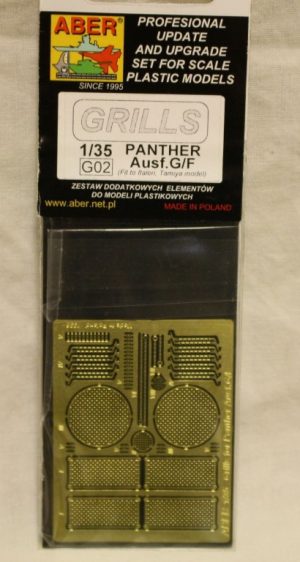 ABER®
SINCE 1995
PROFESIONAL
UPDATE
AND UPGRADE
SET FOR SCALE
PLASTIC MODELS
GRILLS
1/35 PANTHER
G02 Ausf.G/F
(Fit to Italeri, Tamiya model)
ZESTAW DODATKOWYCH ELEMENTÓW
DO MODELI PLASTIKOWYCH
www.aber.net.pl MADE IN POLAND